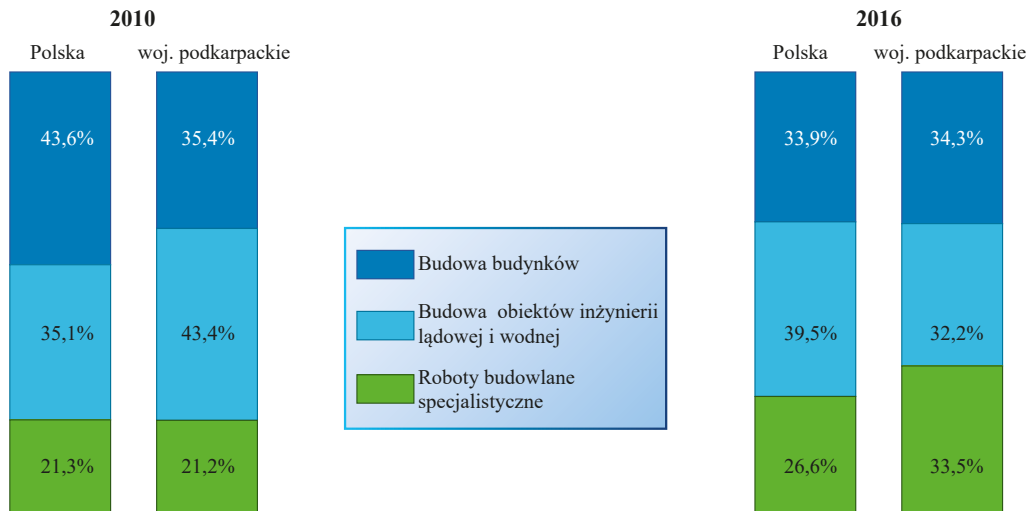 2010
2016
Polska
woj. podkarpackie
Polska
woj. podkarpackie
43,6%
35,4%
33,9%
34,3%
Budowa budynków
Budowa obiektów inżynierii
lądowej i wodnej
35,1%
43,4%
39,5%
32,2%
Roboty budowlane
specjalistyczne
21,3%
21,2%
26,6%
33,5%